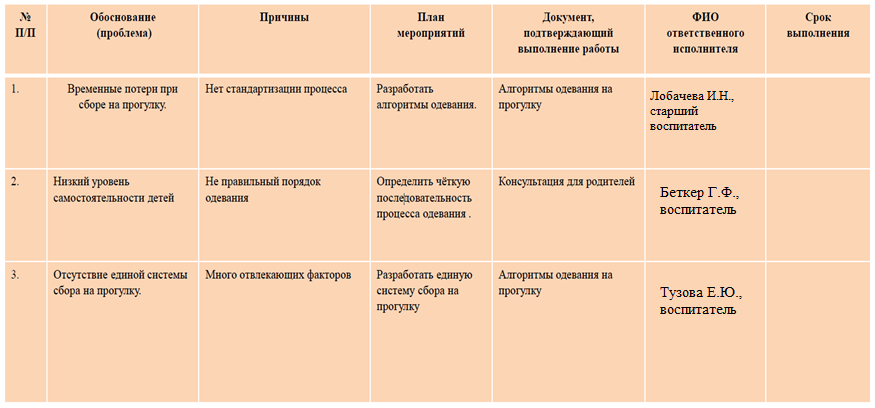 №
П/П
Обоснование
(проблема)
Причины
План
мероприятий
Документ,
подтверждающий
выполнение работы
ФИО
ответственного
исполнителя
Срок
выполнения
1.
Временные потери при
сборе на прогулку.
Нет стандартизации процесса
Разработать
алгоритмы одевания.
Алгоритмы одевания на
прогулку
Лобачева И.Н.,
старший
воспитатель
2.
Низкий уровень
самостоятельности детей
Не правильный порядок
одевания
Определить чёткую
последовательность
процесса одевания .
Консультация для родителей
Беткер Г.Ф.,
воспитатель
3.
Отсутствие единой системы
сбора на прогулку.
Много отвлекающих факторов
Разработать единую
систему сбора на
прогулку
Алгоритмы одевания на
прогулку
Тузова Е.Ю.,
воспитатель